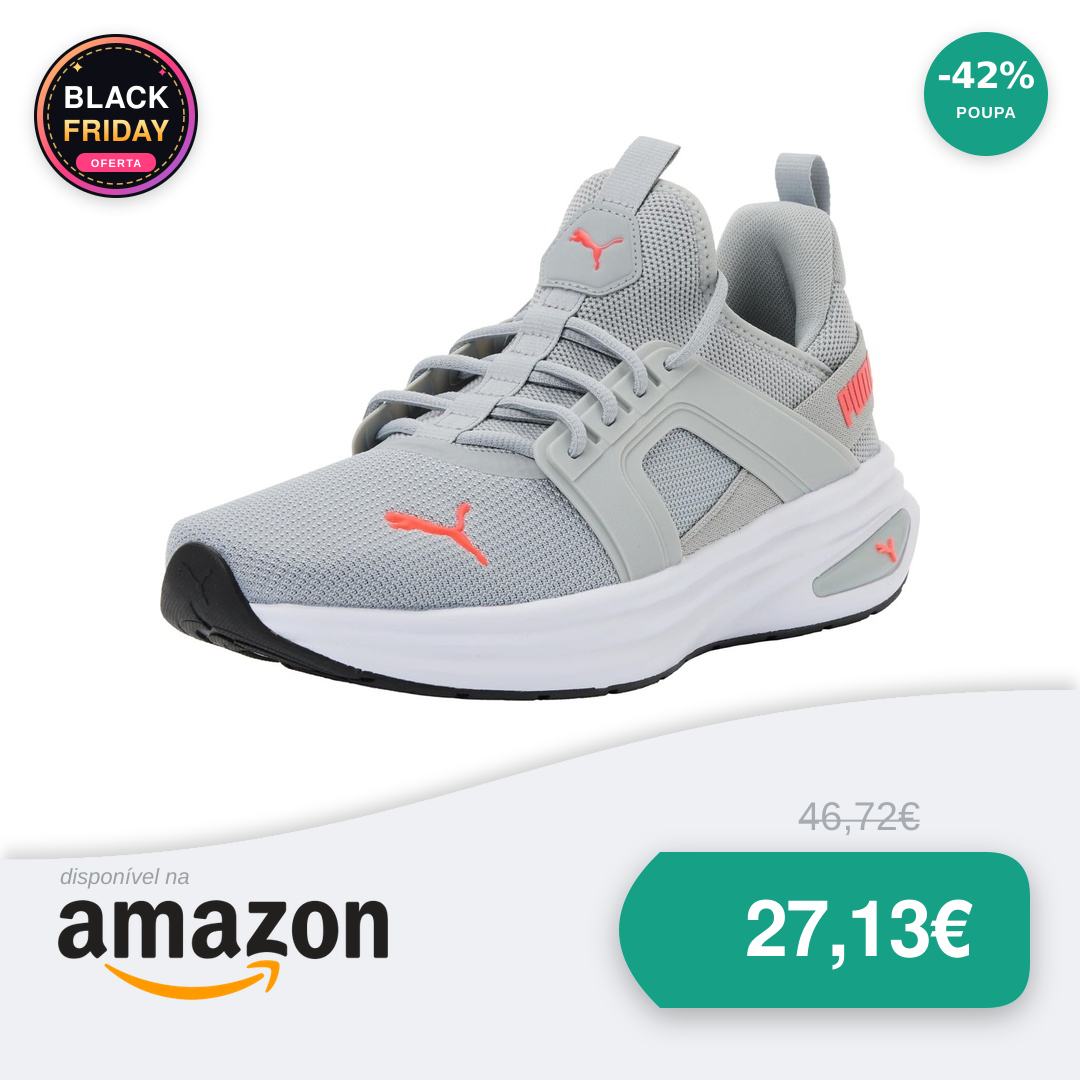 BLACK
FRIDAY
OFERTA
-42%
POUPA
PUMA
46,72€
disponível na
amazon
27,13€